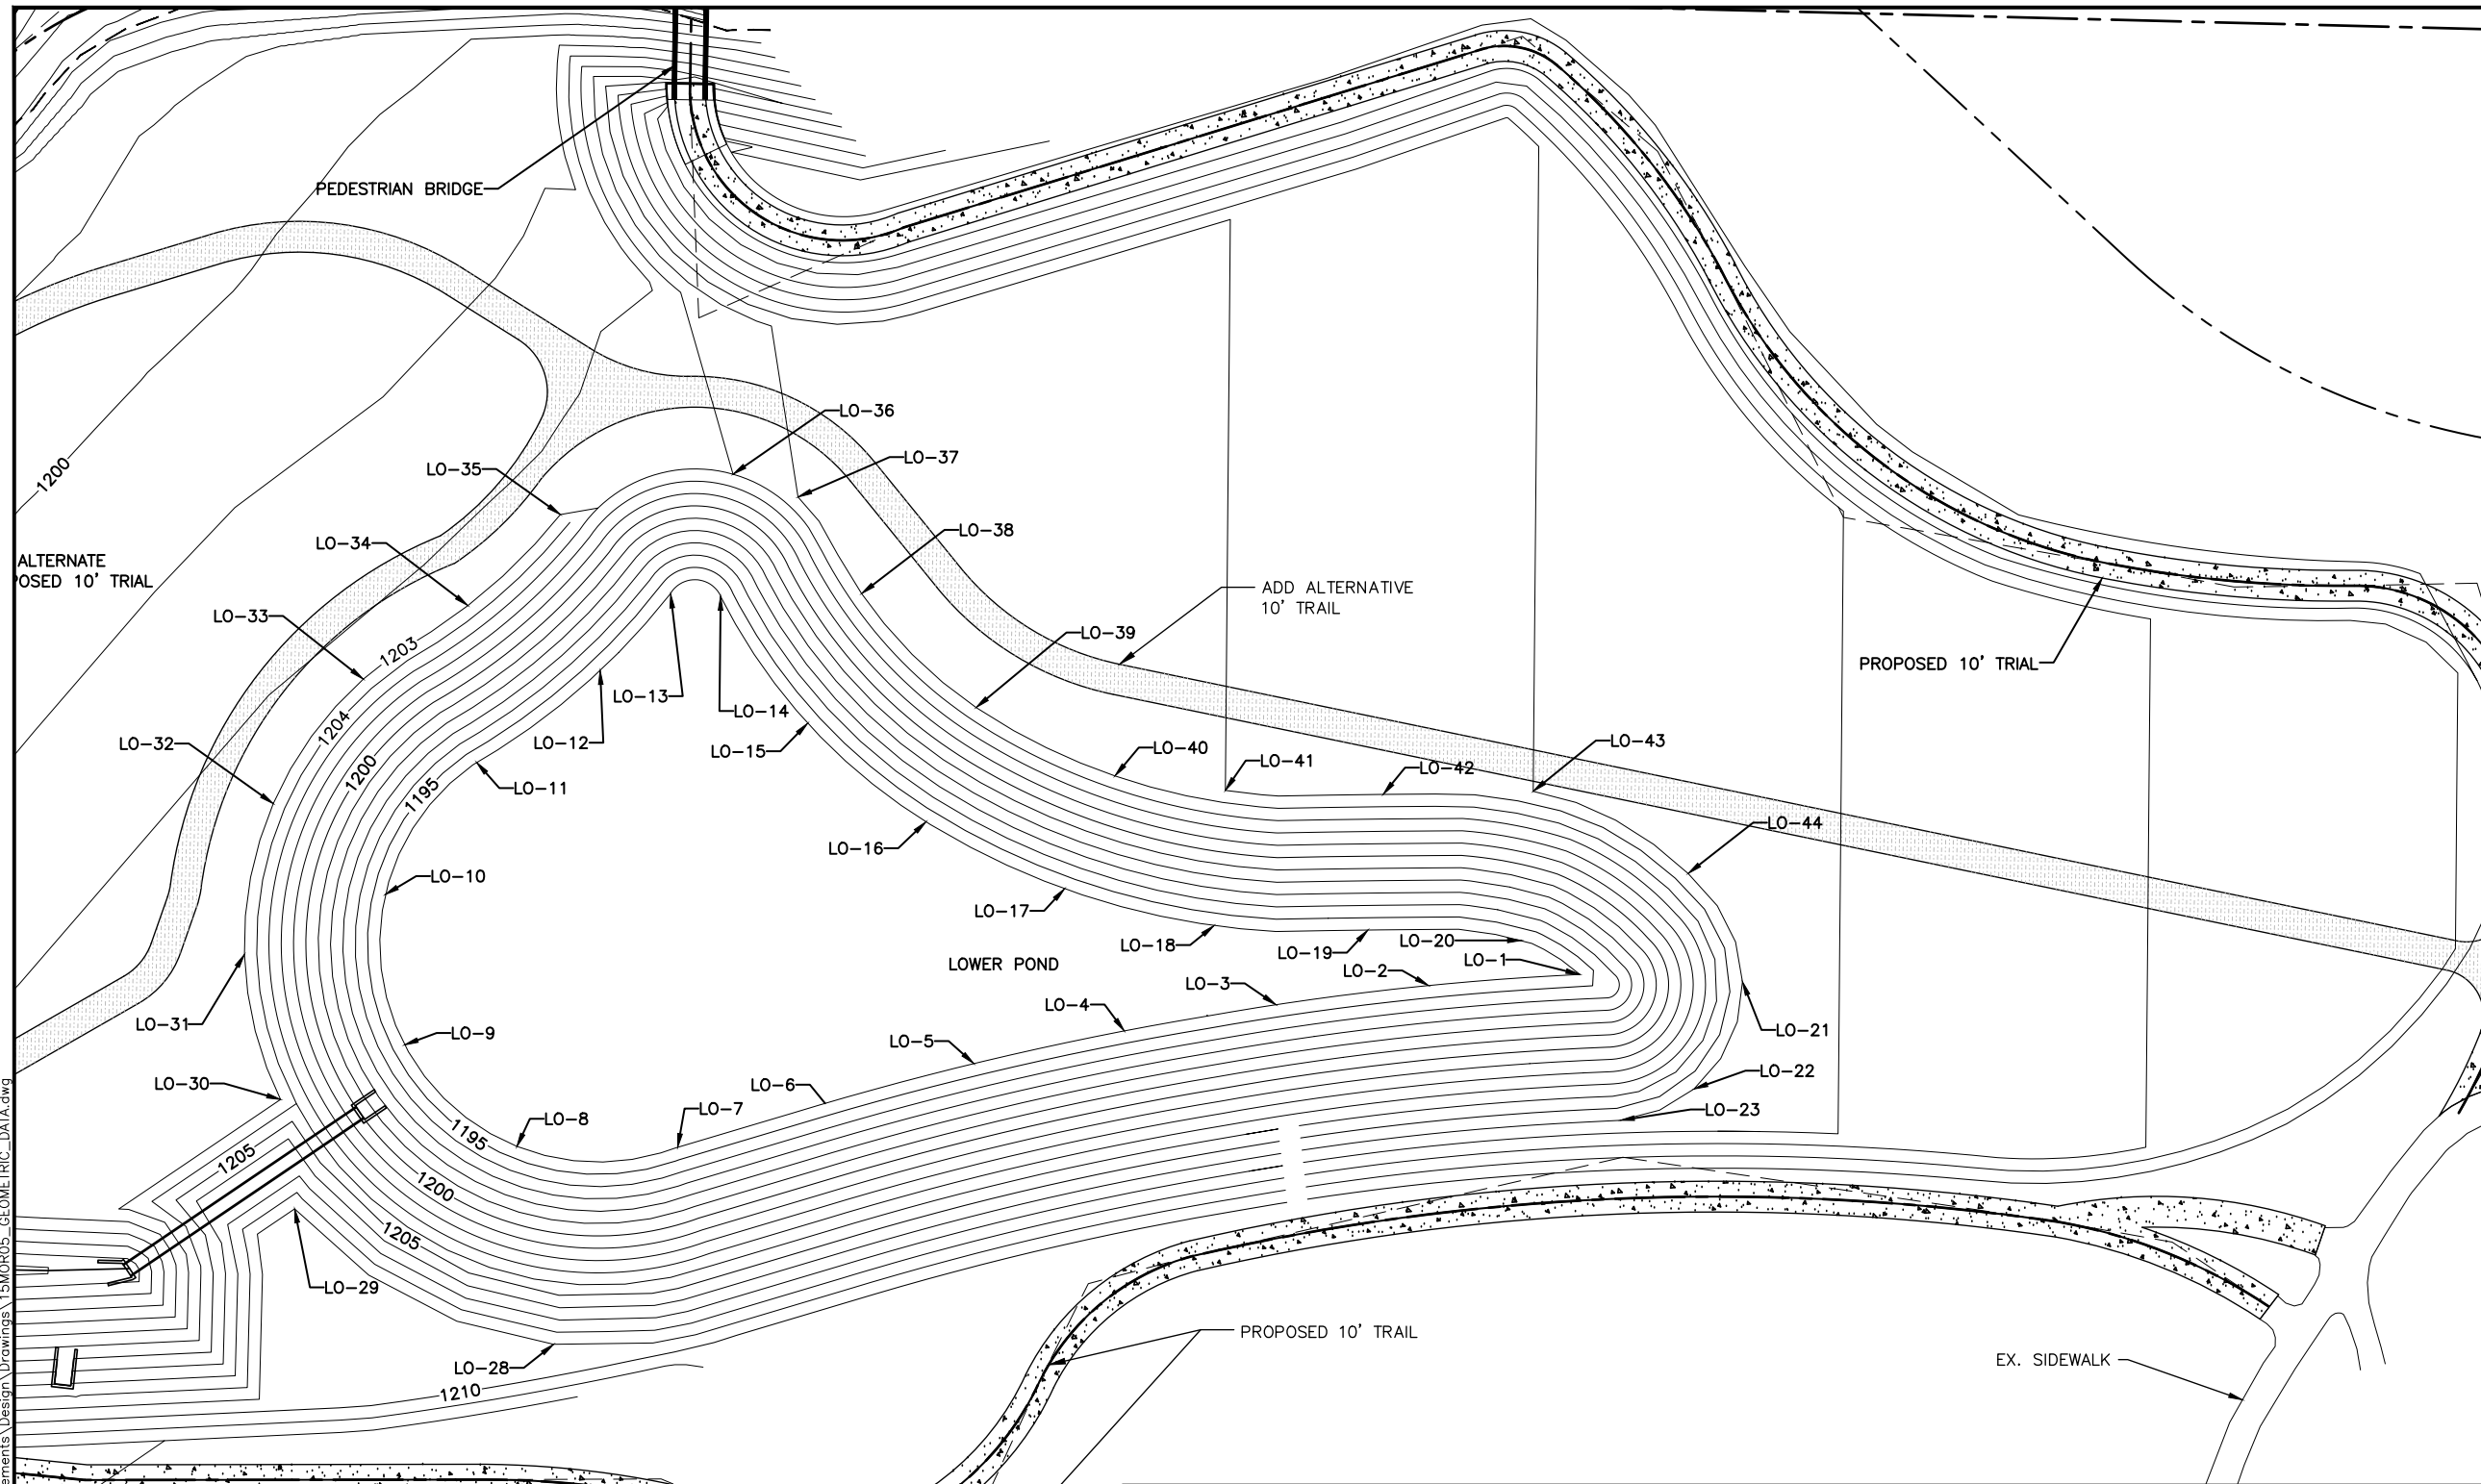 PEDESTRIAN BRIDGE
LO-36
LO-37
LO-35
1200
LO-38
LO-34
ALTERNATE
POSED 10' TRIAL
ADD ALTERNATIVE
10' TRAIL
LO-33
LO-39
1203
PROPOSED 10' TRIAL
LO-13
LO-14
LO-12
LO-15
1204
LO-32
LO-40
LO-43
LO-41
LO-42
1200
LO-11
1195
LO-44
LO-16
LO-10
LO-17
LO-18
LO-20
LO-19
LO-1
LOWER POND
LO-2
LO-3
LO-4
LO-31
LO-21
LO-9
LO-5
LO-22
LO-30
LO-6
LO-7
LO-23
LO-8
1195
1205
1200
1205
LO-29
PROPOSED 10' TRAIL
EX. SIDEWALK
LO-28
1210
ements\Design\Drawings\15MOR05_GEOMETRIC_DATA.dwg